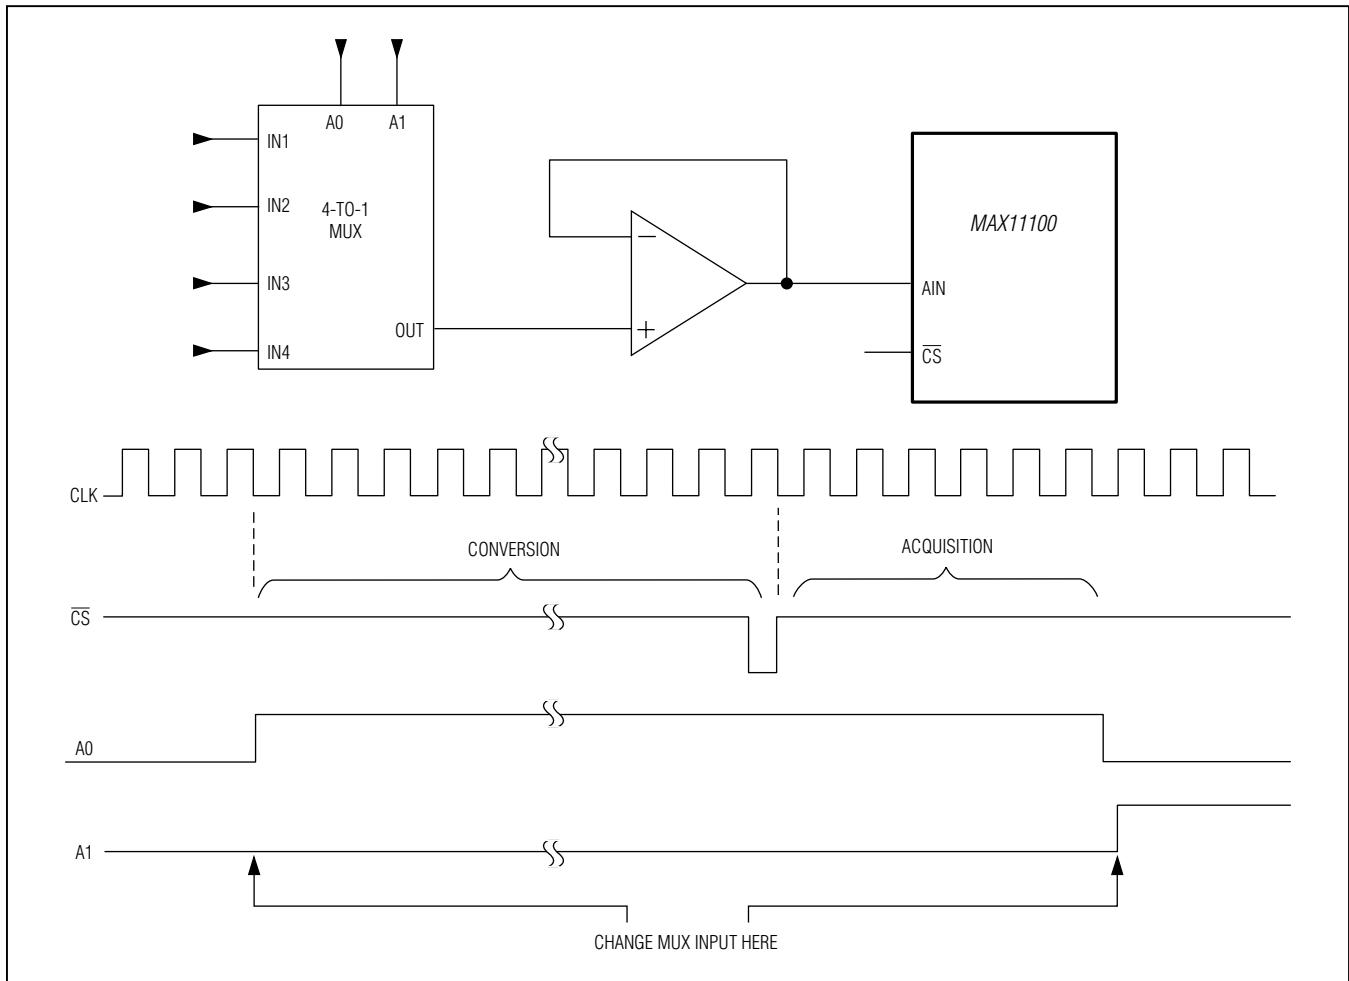 A0 A1
IN1
IN2
4-TO-1
MUX
IN3
OUT
IN4
−
+
MAX11100
AIN
CS
CLK
CONVERSION
ACQUISITION
CS
A0
A1
CHANGE MUX INPUT HERE